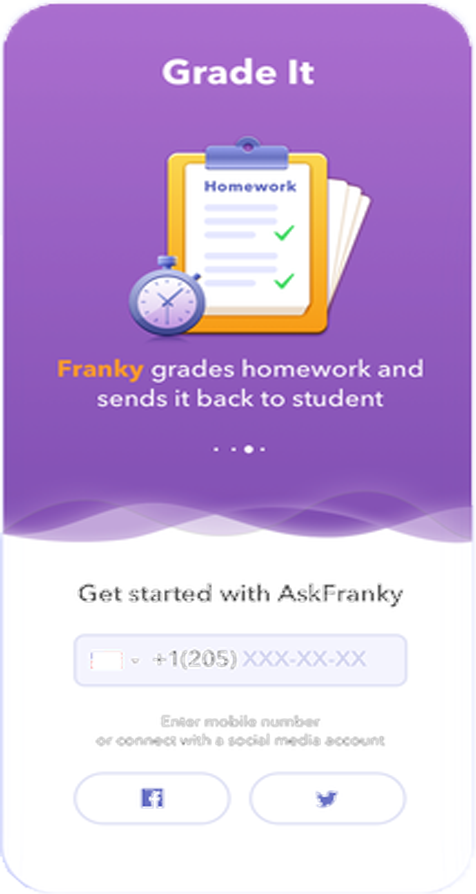 Grade It
Homework
Franky grades homework and
sends it back to student
Get started with AskFranky
+1(205) XXX-XX-XX
Enter mobile number
or connect with a social media account